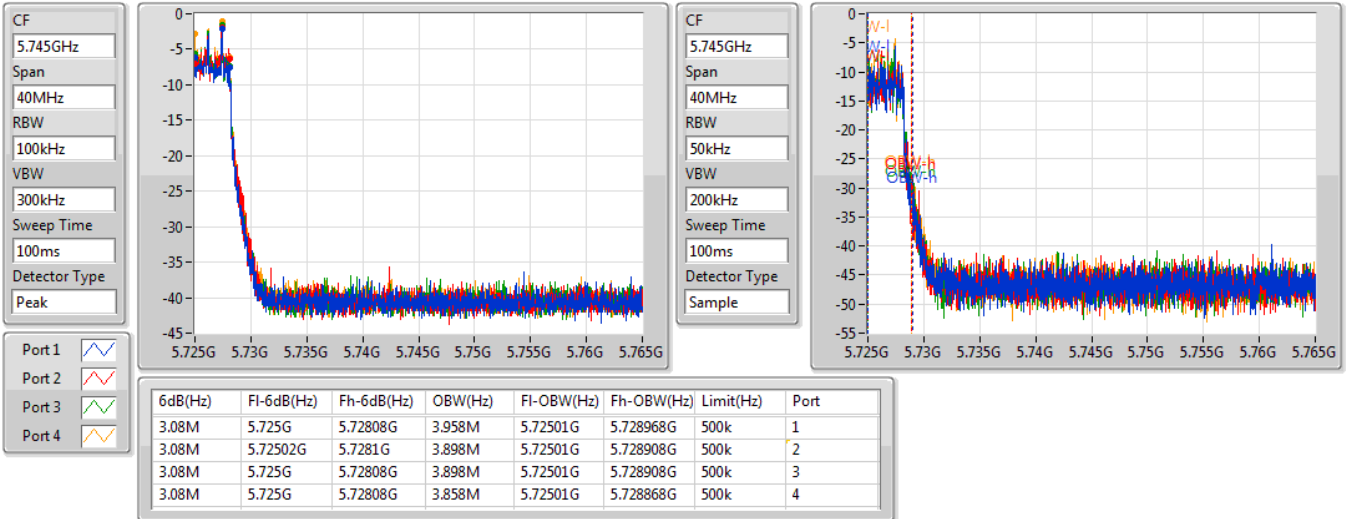 CF
5.745GHz
Span
40MHz
RBW
100kHz
VBW
300kHz
Sweep Time
100ms
Detector Type
Peak
0
-5
-10
-15
-20
-25
-30
-35
-40
-45
5.725G 5.73G 5.735G 5.74G 5.745G 5.75G 5.755G 5.76G 5.765G
CF
5.745GHz
Span
40MHz
RBW
50kHz
VBW
200kHz
Sweep Time
100ms
Detector Type
Sample
0
-5
-10
-15
-20
-25
-30
-35
-40
-45
-50
-55
W-l
W-l
OBW-h
OBW-h
5.725G 5.73G 5.735G 5.74G 5.745G 5.75G 5.755G 5.76G 5.765G
Port 1
Port 2
Port 3
Port 4
6dB(Hz) Fl-6dB(Hz) Fh-6dB(Hz) OBW(Hz) Fl-OBW(Hz) Fh-OBW(Hz) Limit(Hz) Port
3.08M 5.725G 5.72808G 3.958M 5.72501G 5.728968G 500k 1
3.08M 5.72502G 5.7281G 3.898M 5.72501G 5.728908G 500k 2
3.08M 5.725G 5.72808G 3.898M 5.72501G 5.728908G 500k 3
3.08M 5.725G 5.72808G 3.858M 5.72501G 5.728868G 500k 4